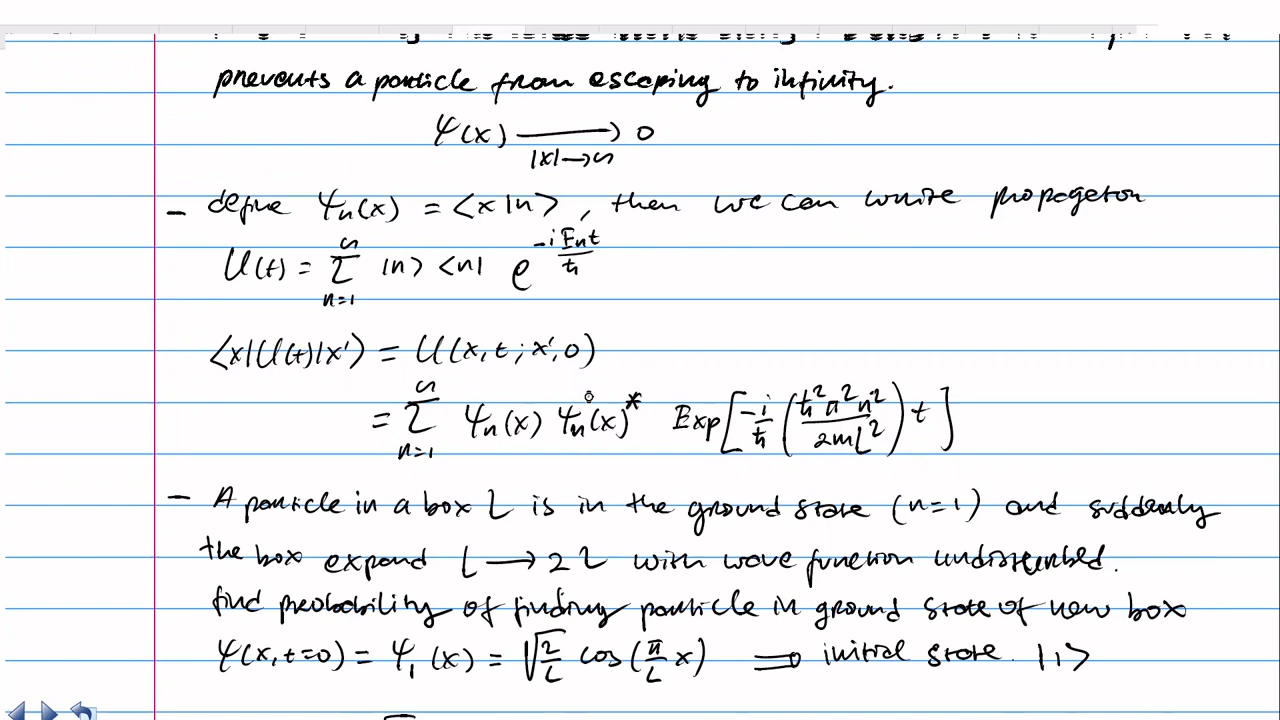 prevents a particle from escaping to infinity.
ψ(x) ⟶ 0
|x|→∞
- define ψn(x) = <x|n>, then we can write propagator
U(t) = Σ_{n=1}^{∞} |n> <n| e^{-i En t/ħ}
<x|U(t)|x'> = U(x,t; x',0)
= Σ_{n=1}^{∞} ψn(x) ψn(x)* Exp[-i/ħ (ħ²π²n²/2mL²) t]
- A particle in a box L is in the ground state (n=1) and suddenly
the box expand L → 2L with wave function undisturbed.
find probability of finding particle in ground state of new box
ψ(x,t=0) = ψ₁(x) = √(2/L) cos(π/L x) ⟹ initial state. |1>